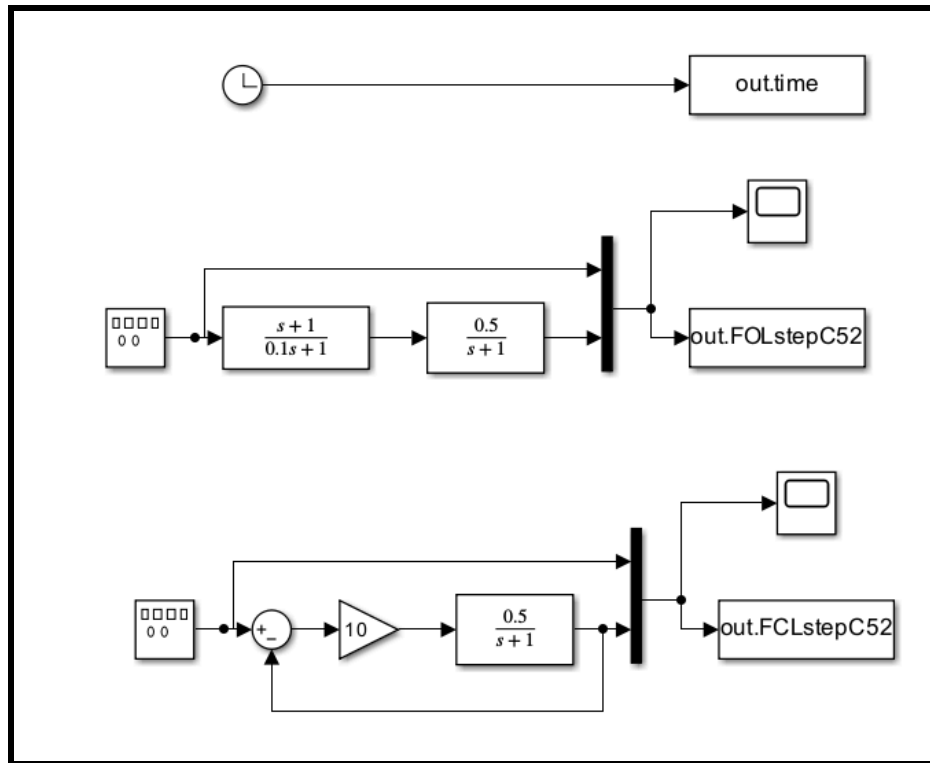 out.time
s + 1
0.1s + 1
0.5
s + 1
out.FOLstepC52
+
−
10
0.5
s + 1
out.FCLstepC52